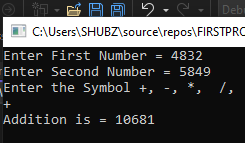 C:\Users\SHUBZ\source\repos\FIRSTPRO
Enter First Number = 4832
Enter Second Number = 5849
Enter the Symbol +, -, *, /,
+
Addition is = 10681